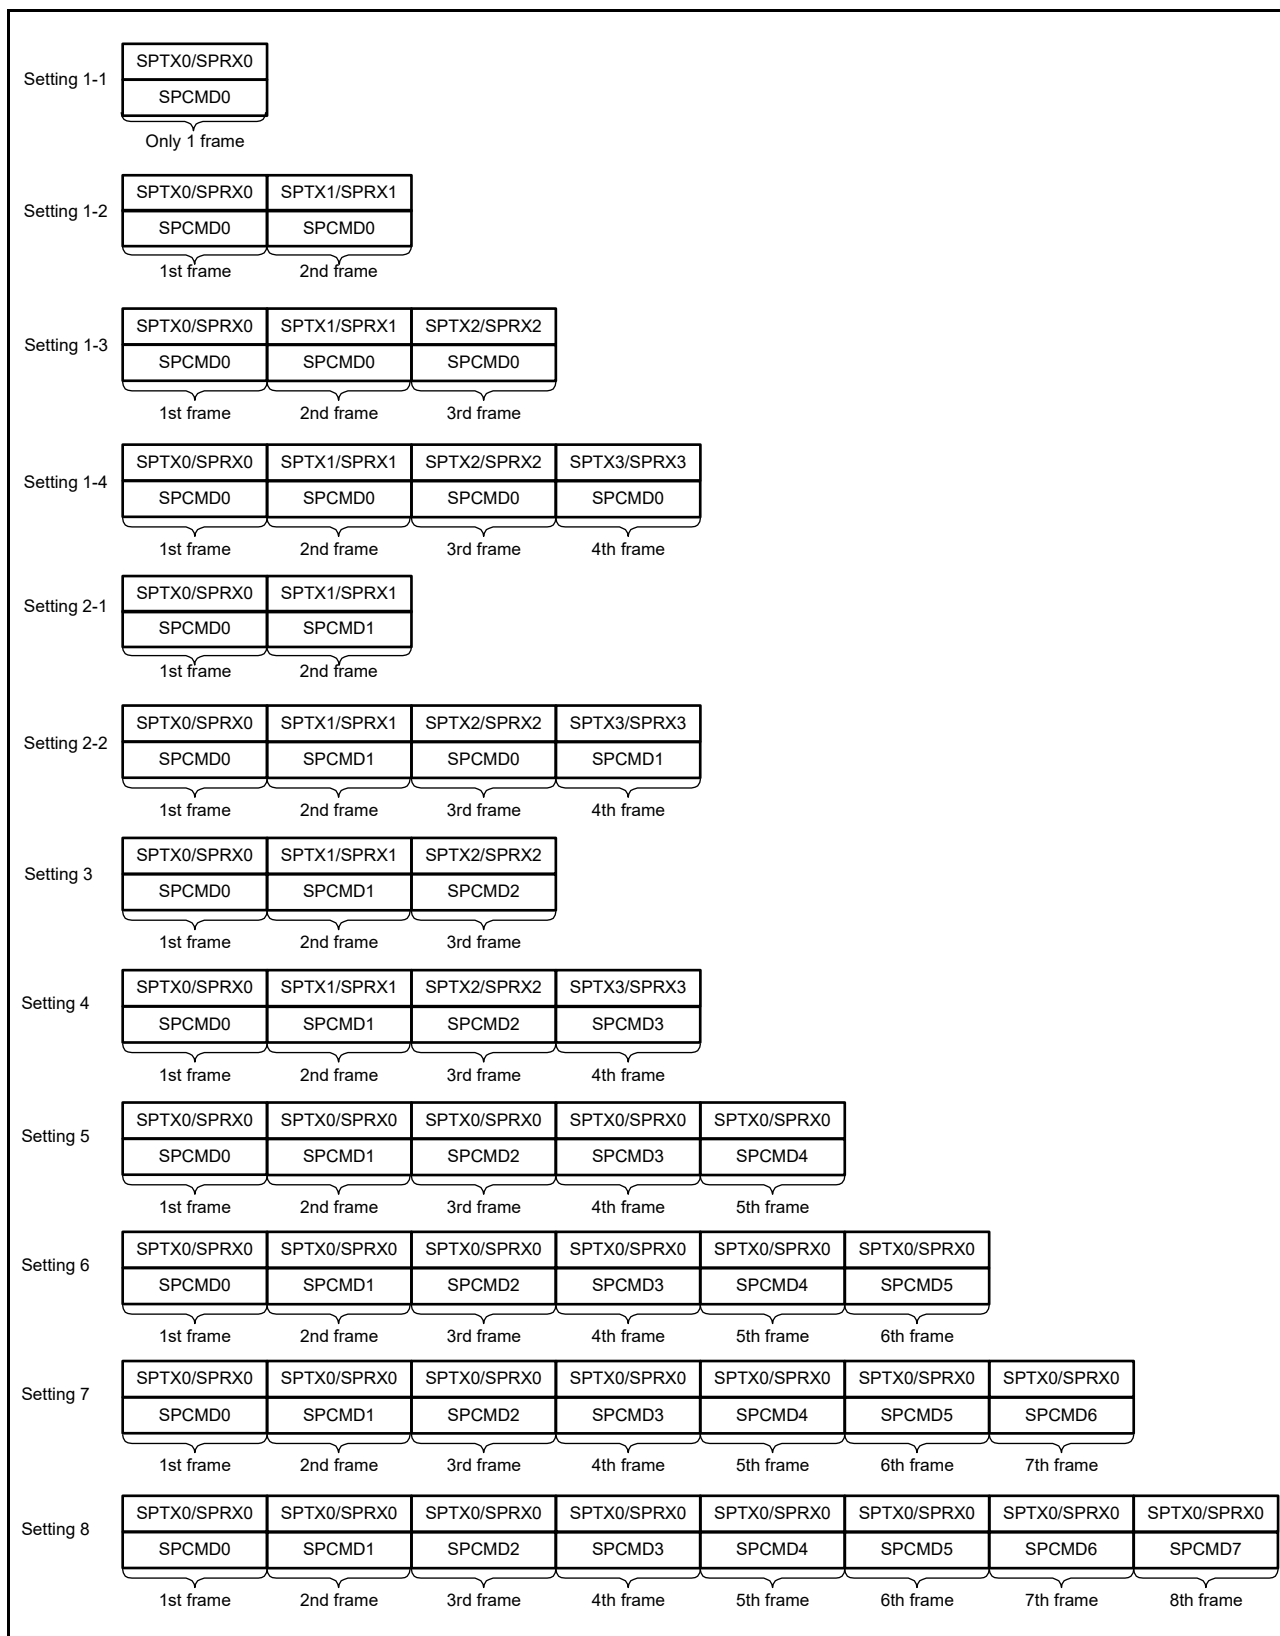 Setting 1-1
SPTX0/SPRX0
SPCMD0
Only 1 frame
Setting 1-2
SPTX0/SPRX0 SPTX1/SPRX1
SPCMD0 SPCMD0
1st frame 2nd frame
Setting 1-3
SPTX0/SPRX0 SPTX1/SPRX1 SPTX2/SPRX2
SPCMD0 SPCMD0 SPCMD0
1st frame 2nd frame 3rd frame
Setting 1-4
SPTX0/SPRX0 SPTX1/SPRX1 SPTX2/SPRX2 SPTX3/SPRX3
SPCMD0 SPCMD0 SPCMD0 SPCMD0
1st frame 2nd frame 3rd frame 4th frame
Setting 2-1
SPTX0/SPRX0 SPTX1/SPRX1
SPCMD0 SPCMD1
1st frame 2nd frame
Setting 2-2
SPTX0/SPRX0 SPTX1/SPRX1 SPTX2/SPRX2 SPTX3/SPRX3
SPCMD0 SPCMD1 SPCMD0 SPCMD1
1st frame 2nd frame 3rd frame 4th frame
Setting 3
SPTX0/SPRX0 SPTX1/SPRX1 SPTX2/SPRX2
SPCMD0 SPCMD1 SPCMD2
1st frame 2nd frame 3rd frame
Setting 4
SPTX0/SPRX0 SPTX1/SPRX1 SPTX2/SPRX2 SPTX3/SPRX3
SPCMD0 SPCMD1 SPCMD2 SPCMD3
1st frame 2nd frame 3rd frame 4th frame
Setting 5
SPTX0/SPRX0 SPTX0/SPRX0 SPTX0/SPRX0 SPTX0/SPRX0 SPTX0/SPRX0
SPCMD0 SPCMD1 SPCMD2 SPCMD3 SPCMD4
1st frame 2nd frame 3rd frame 4th frame 5th frame
Setting 6
SPTX0/SPRX0 SPTX0/SPRX0 SPTX0/SPRX0 SPTX0/SPRX0 SPTX0/SPRX0 SPTX0/SPRX0
SPCMD0 SPCMD1 SPCMD2 SPCMD3 SPCMD4 SPCMD5
1st frame 2nd frame 3rd frame 4th frame 5th frame 6th frame
Setting 7
SPTX0/SPRX0 SPTX0/SPRX0 SPTX0/SPRX0 SPTX0/SPRX0 SPTX0/SPRX0 SPTX0/SPRX0 SPTX0/SPRX0
SPCMD0 SPCMD1 SPCMD2 SPCMD3 SPCMD4 SPCMD5 SPCMD6
1st frame 2nd frame 3rd frame 4th frame 5th frame 6th frame 7th frame
Setting 8
SPTX0/SPRX0 SPTX0/SPRX0 SPTX0/SPRX0 SPTX0/SPRX0 SPTX0/SPRX0 SPTX0/SPRX0 SPTX0/SPRX0 SPTX0/SPRX0
SPCMD0 SPCMD1 SPCMD2 SPCMD3 SPCMD4 SPCMD5 SPCMD6 SPCMD7
1st frame 2nd frame 3rd frame 4th frame 5th frame 6th frame 7th frame 8th frame